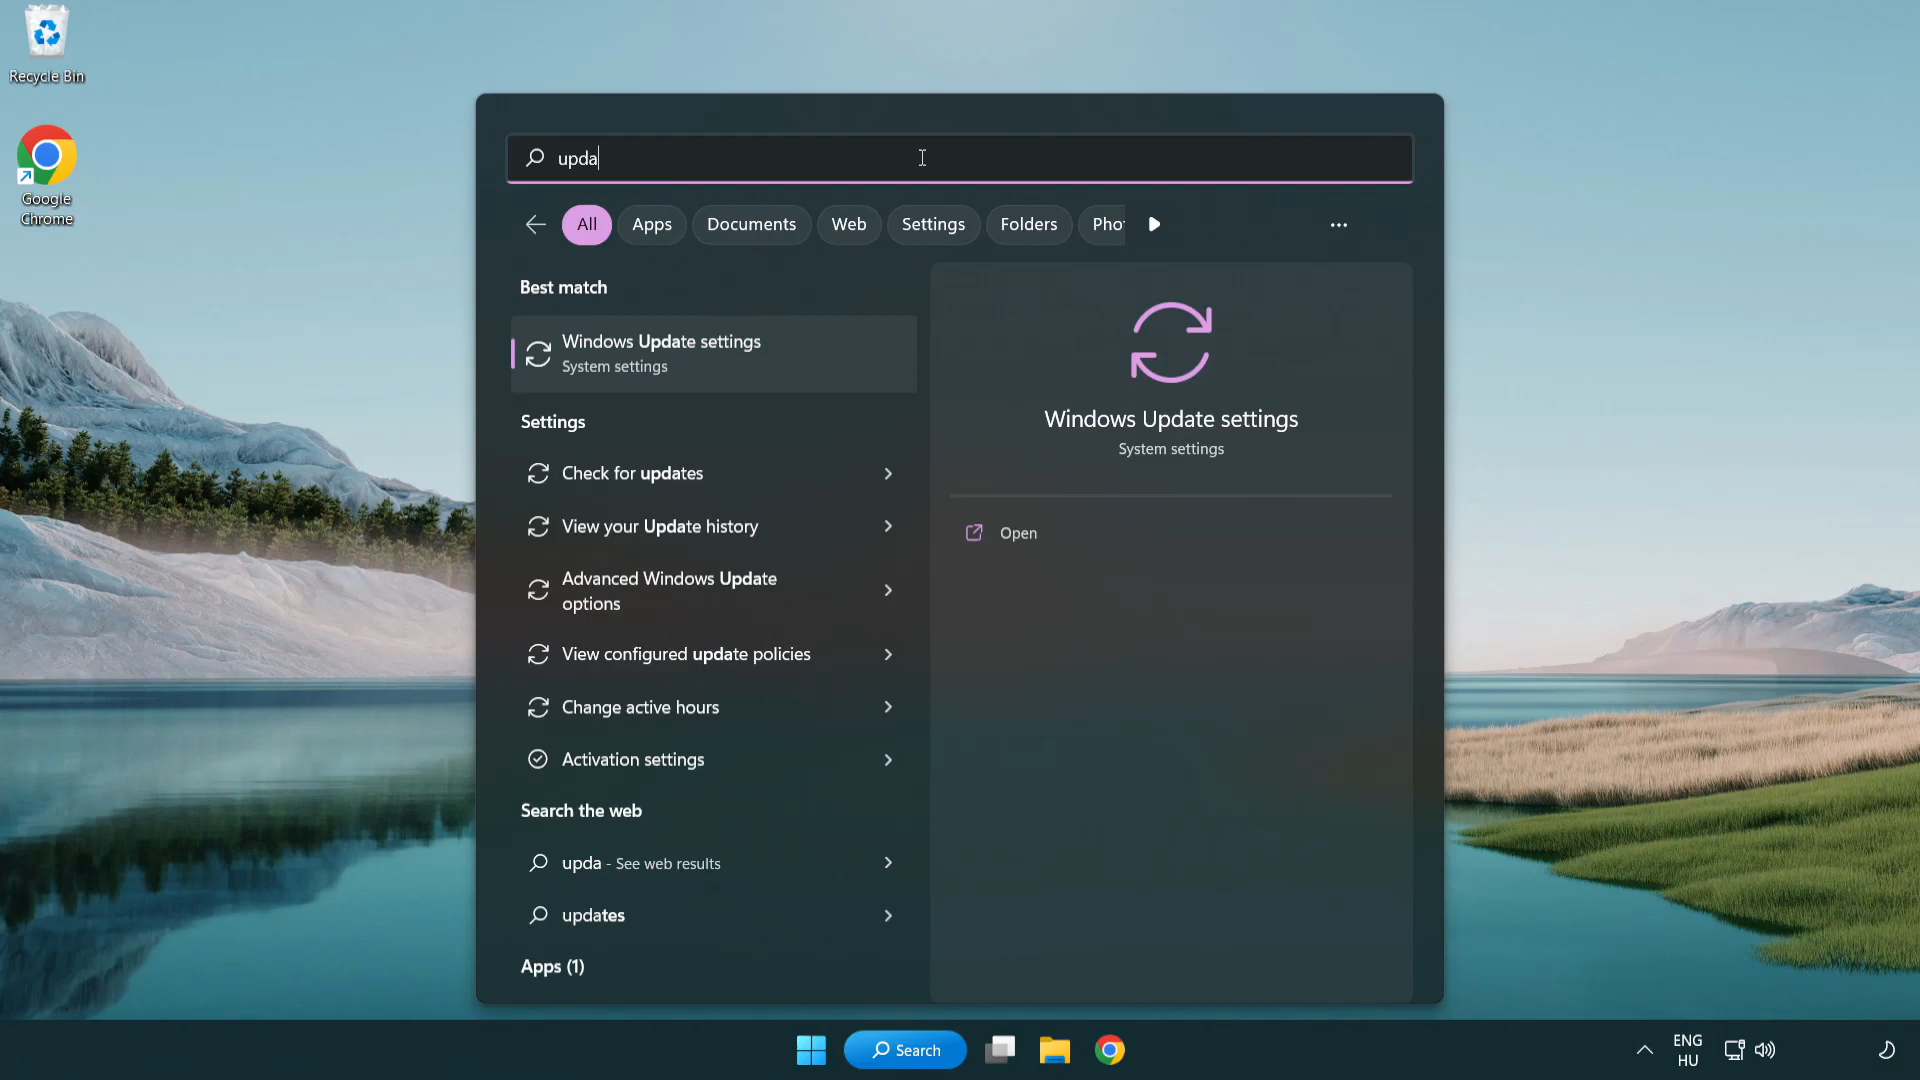 Recycle Bin
Google
Chrome
upda
All
Apps
Documents
Web
Settings
Folders
Pho
Best match
Windows Update settings
System settings
Settings
Check for updates
View your Update history
Advanced Windows Update
options
View configured update policies
Change active hours
Activation settings
Search the web
upda - See web results
updates
Apps (1)
Windows Update settings
System settings
Open
Search
ENG
HU